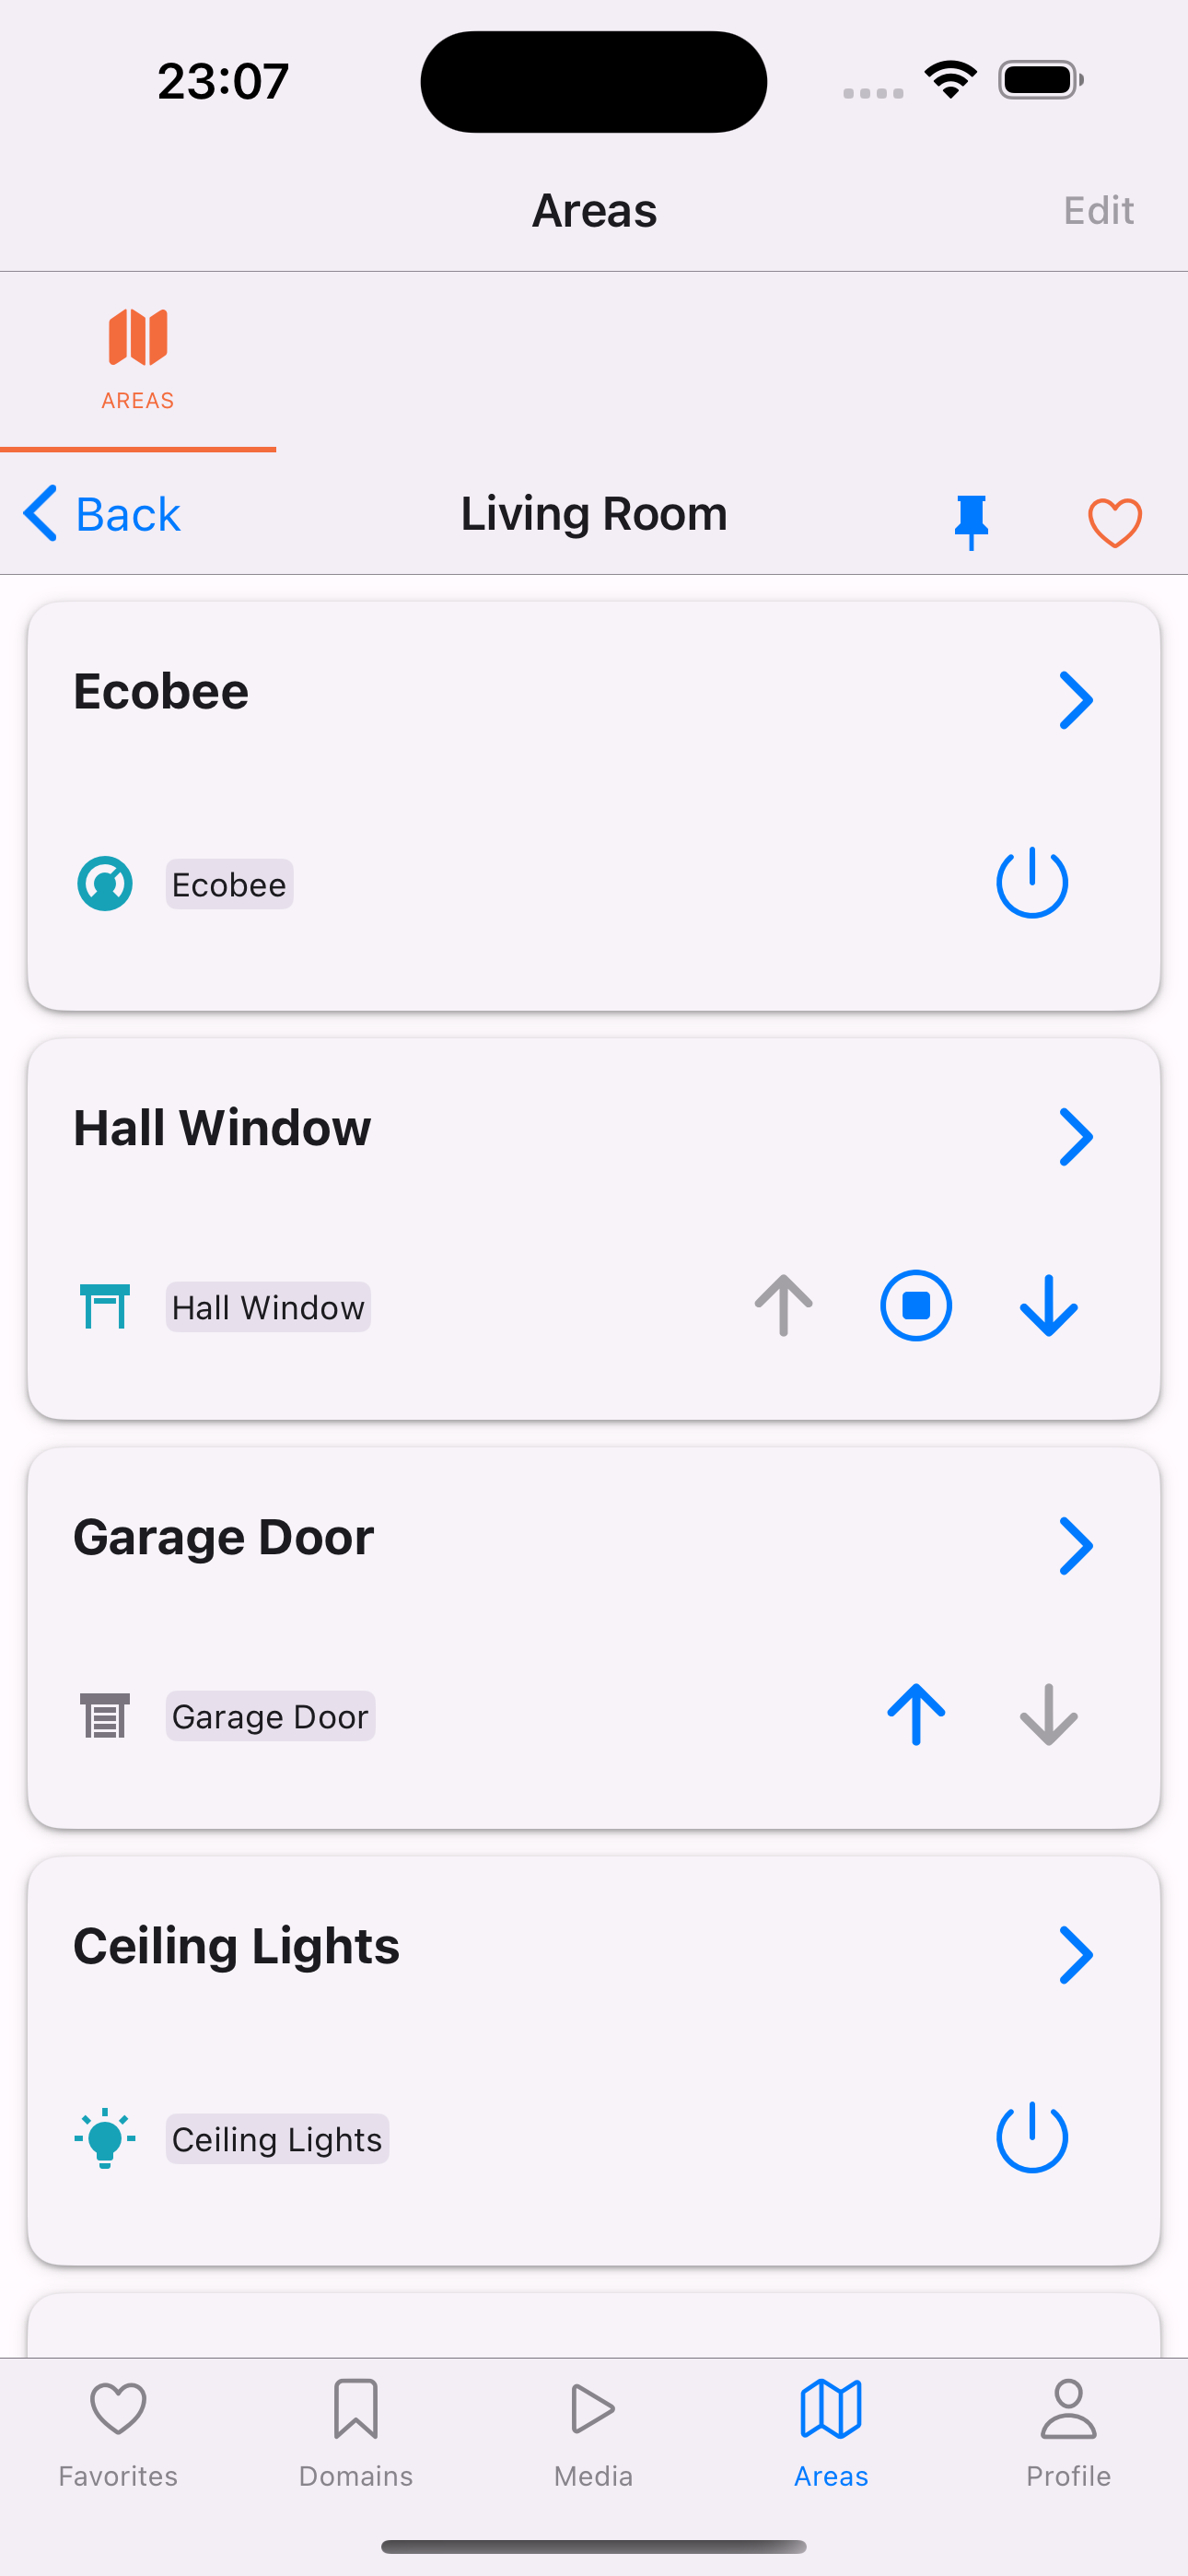 23:07
Areas
Edit
AREAS
Back
Living Room
Ecobee
Ecobee
Hall Window
Hall Window
Garage Door
Garage Door
Ceiling Lights
Ceiling Lights
Favorites
Domains
Media
Areas
Profile